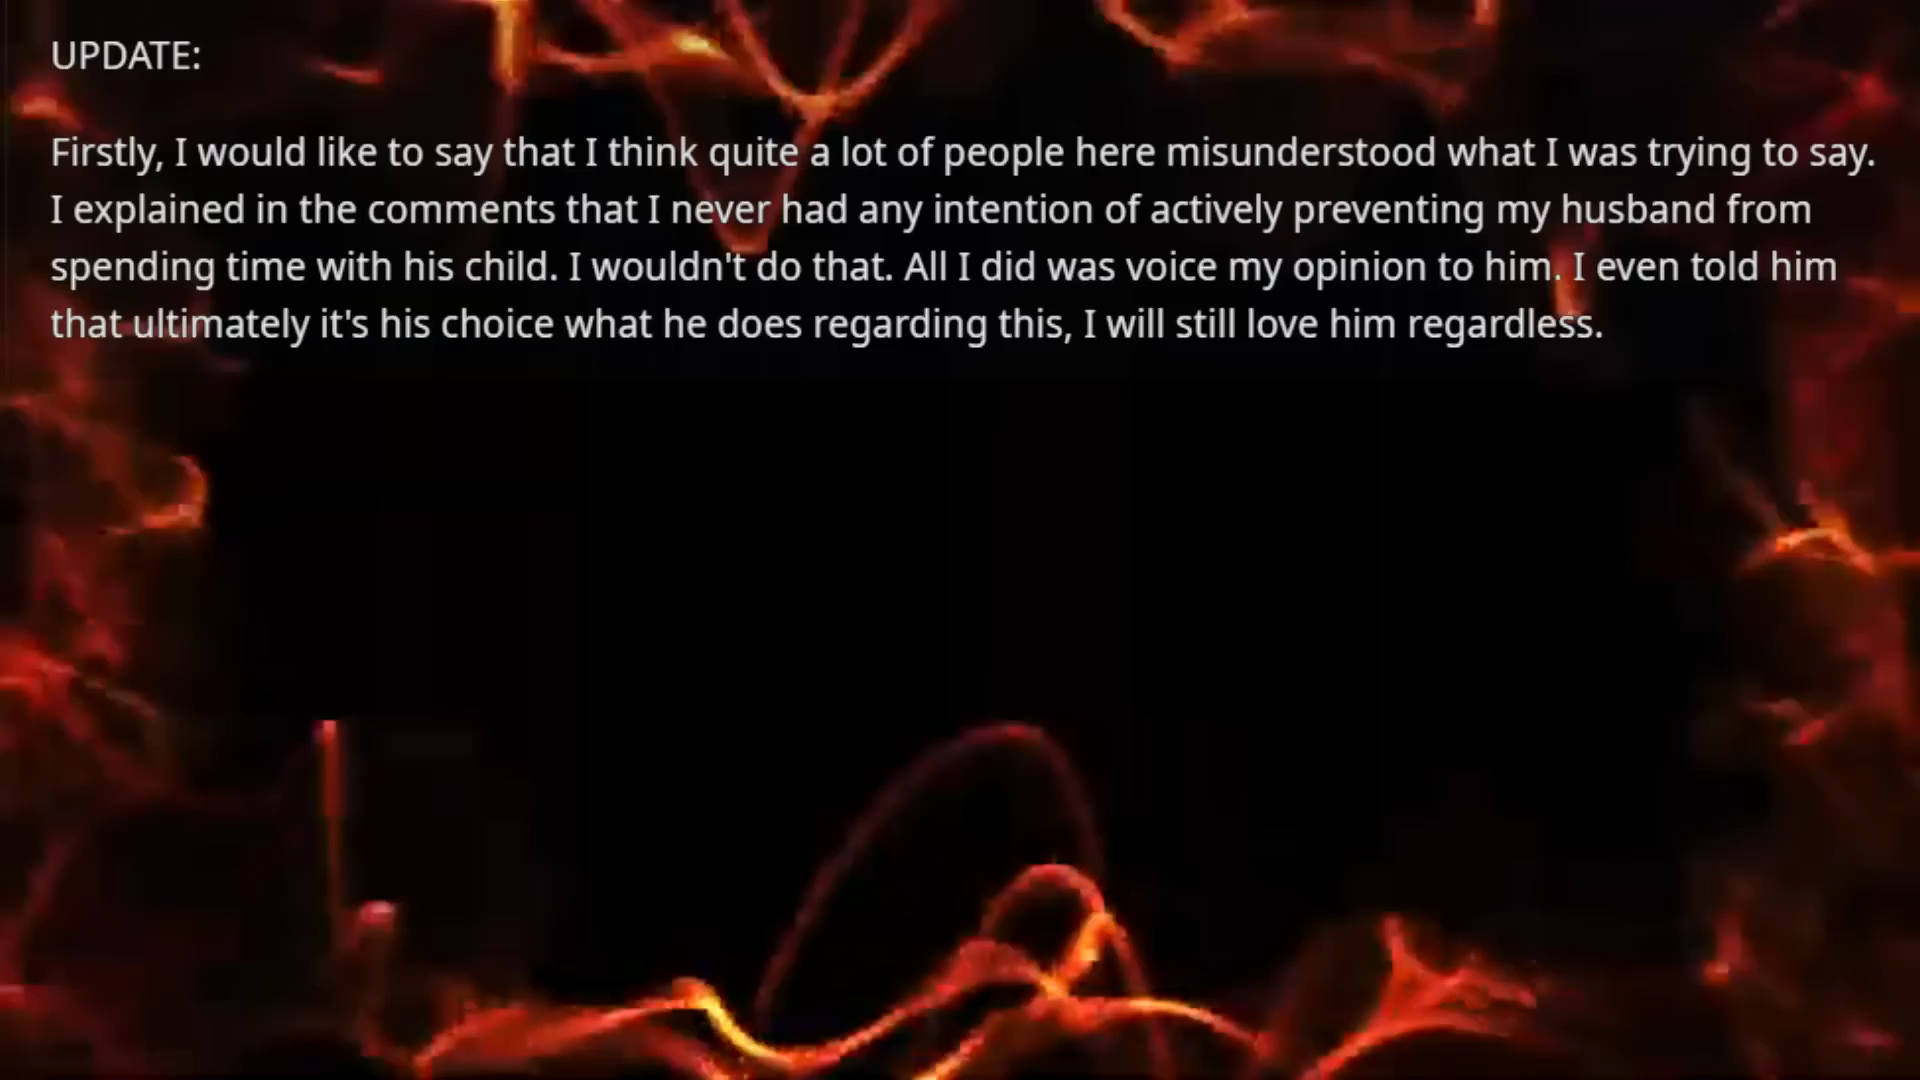 UPDATE:
Firstly, I would like to say that I think quite a lot of people here misunderstood what I was trying to say.
I explained in the comments that I never had any intention of actively preventing my husband from
spending time with his child. I wouldn't do that. All I did was voice my opinion to him. I even told him
that ultimately it's his choice what he does regarding this, I will still love him regardless.